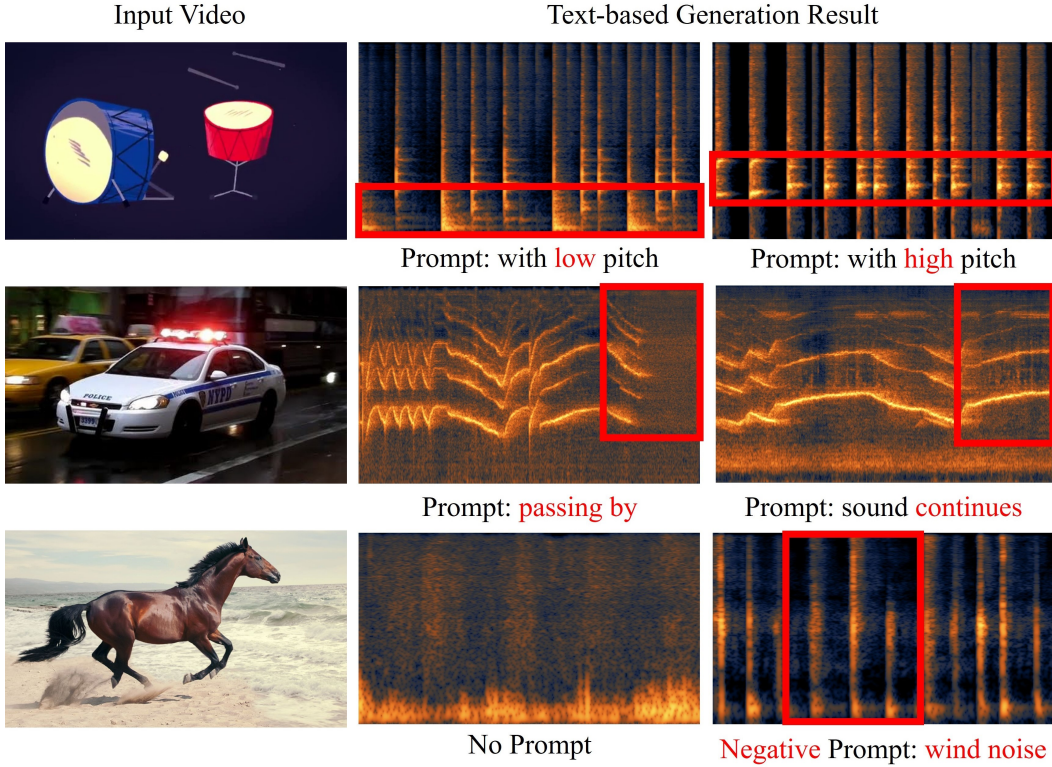 Input Video
Text-based Generation Result
Prompt: with low pitch
Prompt: with high pitch
POLICE
NYPD
Prompt: passing by
Prompt: sound continues
No Prompt
Negative Prompt: wind noise